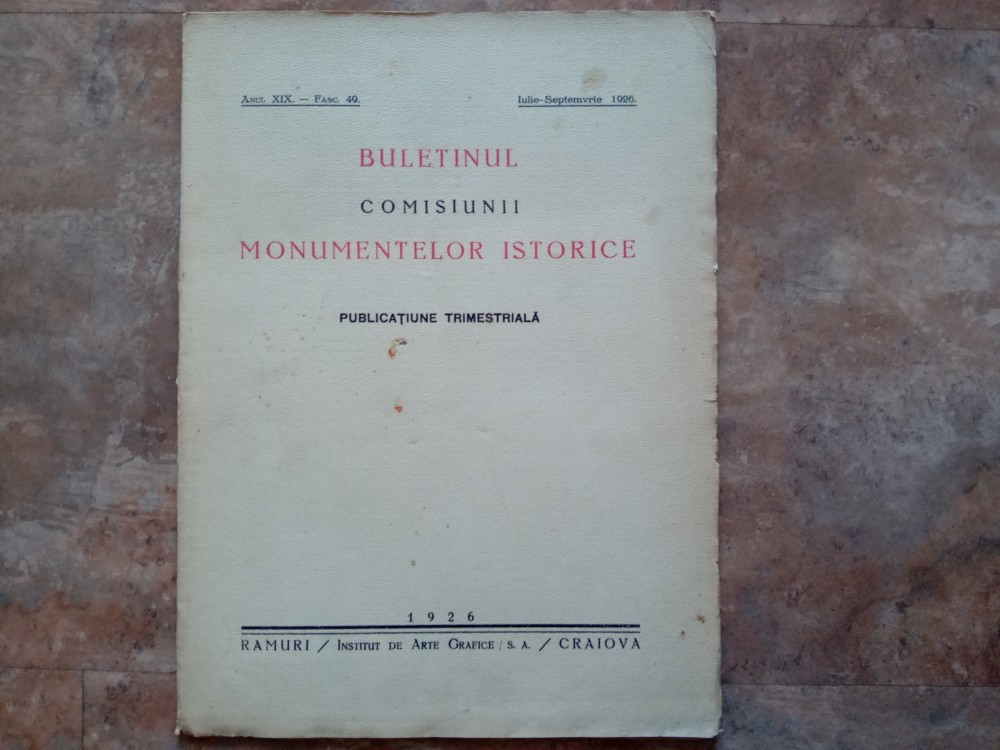 Anul XIX. — Fasc. 49.
Iulie-Septemvrie 1926.
BULETINUL
COMISIUNII
MONUMENTELOR ISTORICE
PUBLICAȚIUNE TRIMESTRIALĂ
1926
RAMURI / Institut de Arte Grafice / S. A. / CRAIOVA